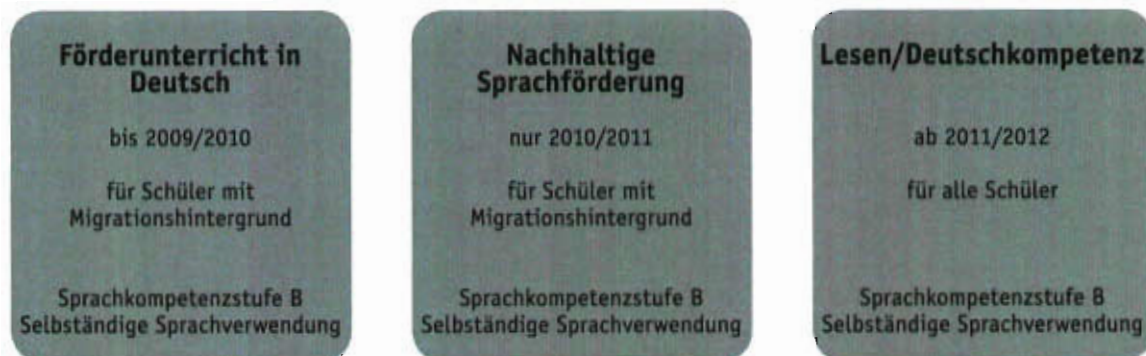 Förderunterricht in
Deutsch
bis 2009/2010
für Schüler mit
Migrationshintergrund
Sprachkompetenzstufe B
Selbständige Sprachverwendung
Nachhaltige
Sprachförderung
nur 2010/2011
für Schüler mit
Migrationshintergrund
Sprachkompetenzstufe B
Selbständige Sprachverwendung
Lesen/Deutschkompetenz
ab 2011/2012
für alle Schüler
Sprachkompetenzstufe B
Selbständige Sprachverwendung